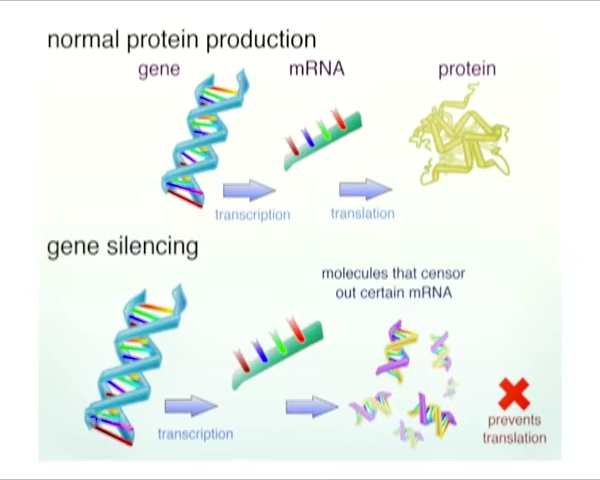 normal protein production
gene mRNA protein
transcription translation
gene silencing
molecules that censor
out certain mRNA
transcription
prevents
translation